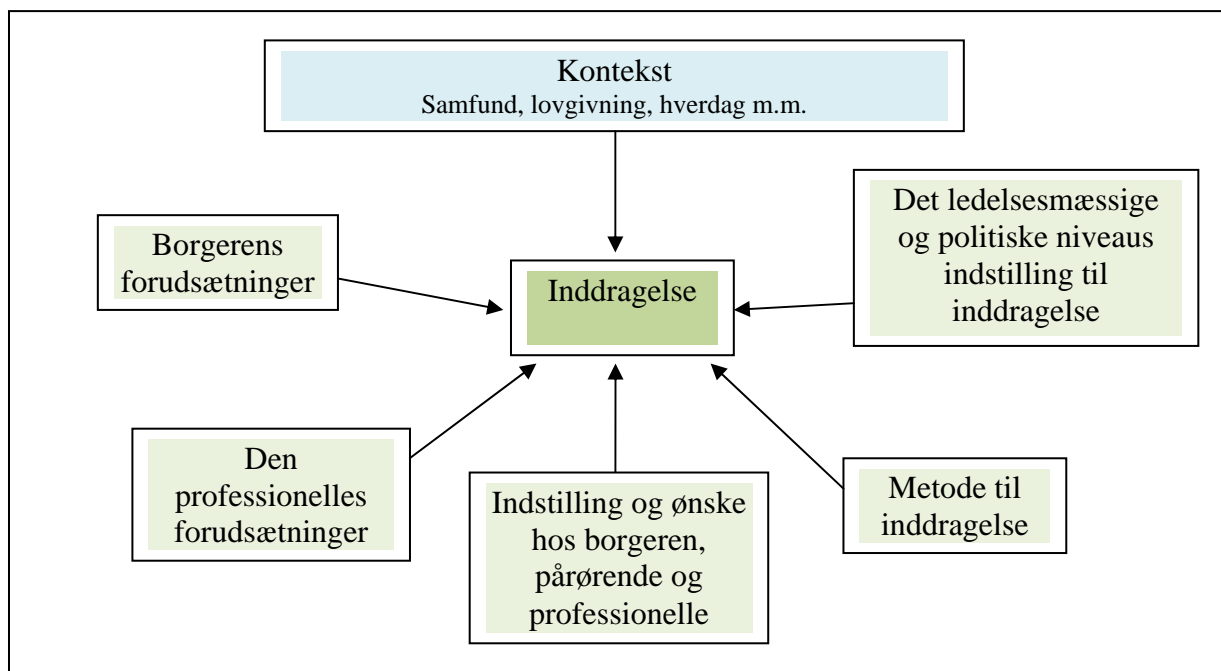 Kontekst
Samfund, lovgivning, hverdag m.m.
Det ledelsesmæssige
og politiske niveaus
indstilling til
inddragelse
Borgerens
forudsætninger
Inddragelse
Den
professionelles
forudsætninger
Indstilling og ønske
hos borgeren,
pårørende og
professionelle
Metode til
inddragelse